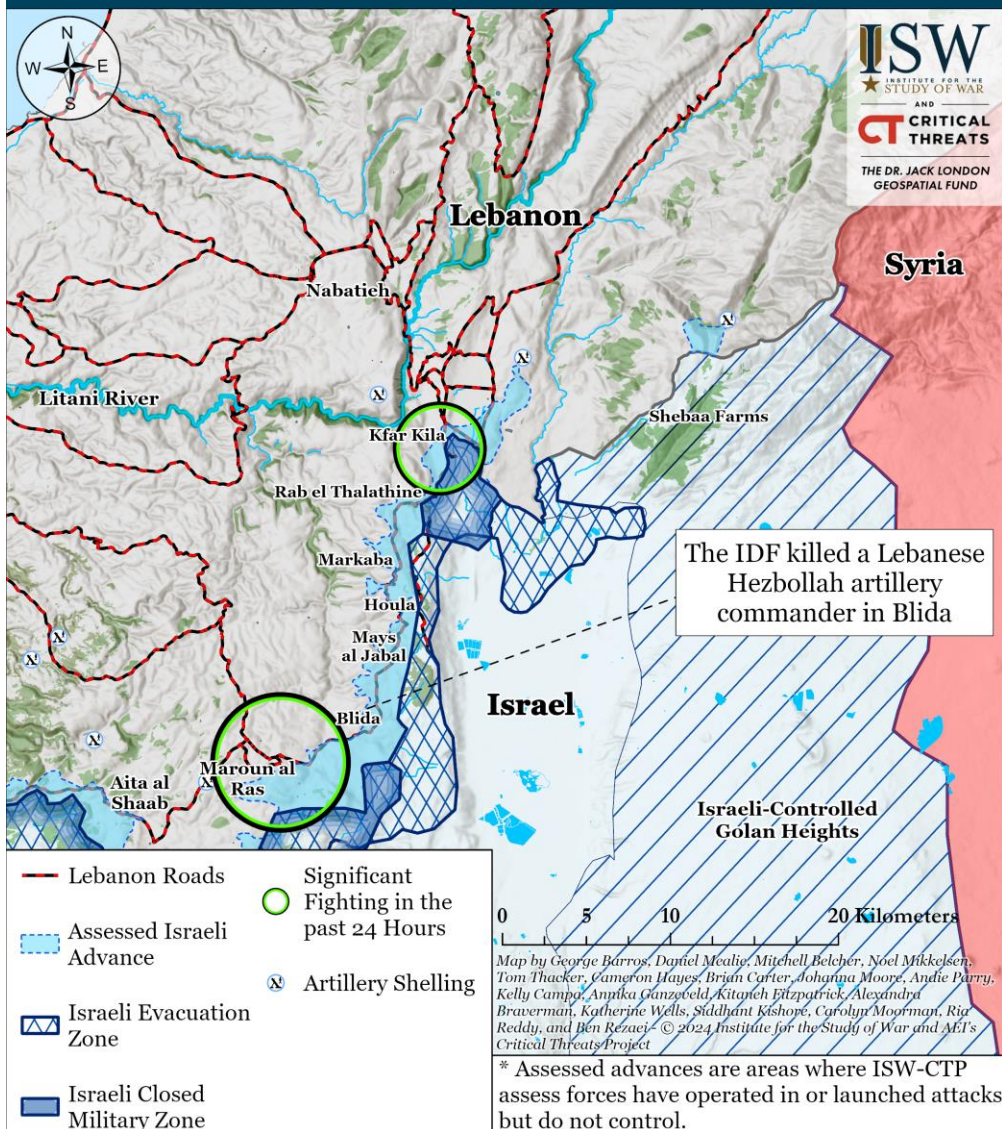 N
W
E
S
ISW
INSTITUTE FOR THE
STUDY OF WAR
AND
CT CRITICAL
THREATS
THE DR. JACK LONDON
GEOSPATIAL FUND
Lebanon
Syria
Nabatieh
Litani River
Shebaa Farms
Kfar Kila
Rab el Thalathine
Markaba
The IDF killed a Lebanese
Hezbollah artillery
commander in Blida
Houla
Mays
al Jabal
Israel
Blida
Maroun al
Ras
Aita al
Shaab
Israeli-Controlled
Golan Heights
Lebanon Roads
Assessed Israeli
Advance
Israeli Evacuation
Zone
Israeli Closed
Military Zone
Significant
Fighting in the
past 24 Hours
Artillery Shelling
0 5 10 20 Kilometers
Map by George Barros, Daniel Mealie, Mitchell Belcher, Noel Mikkelsen,
Tom Thacker, Cameron Hayes, Brian Carter, Johanna Moore, Andie Parry,
Kelly Campa, Annika Ganzeveld, Kitaneh Fitzpatrick, Alexandra
Braverman, Katherine Wells, Siddhant Kishore, Carolyn Moorman, Ria
Reddy, and Ben Rezaei - © 2024 Institute for the Study of War and AEI's
Critical Threats Project
* Assessed advances are areas where ISW-CTP
assess forces have operated in or launched attacks
but do not control.